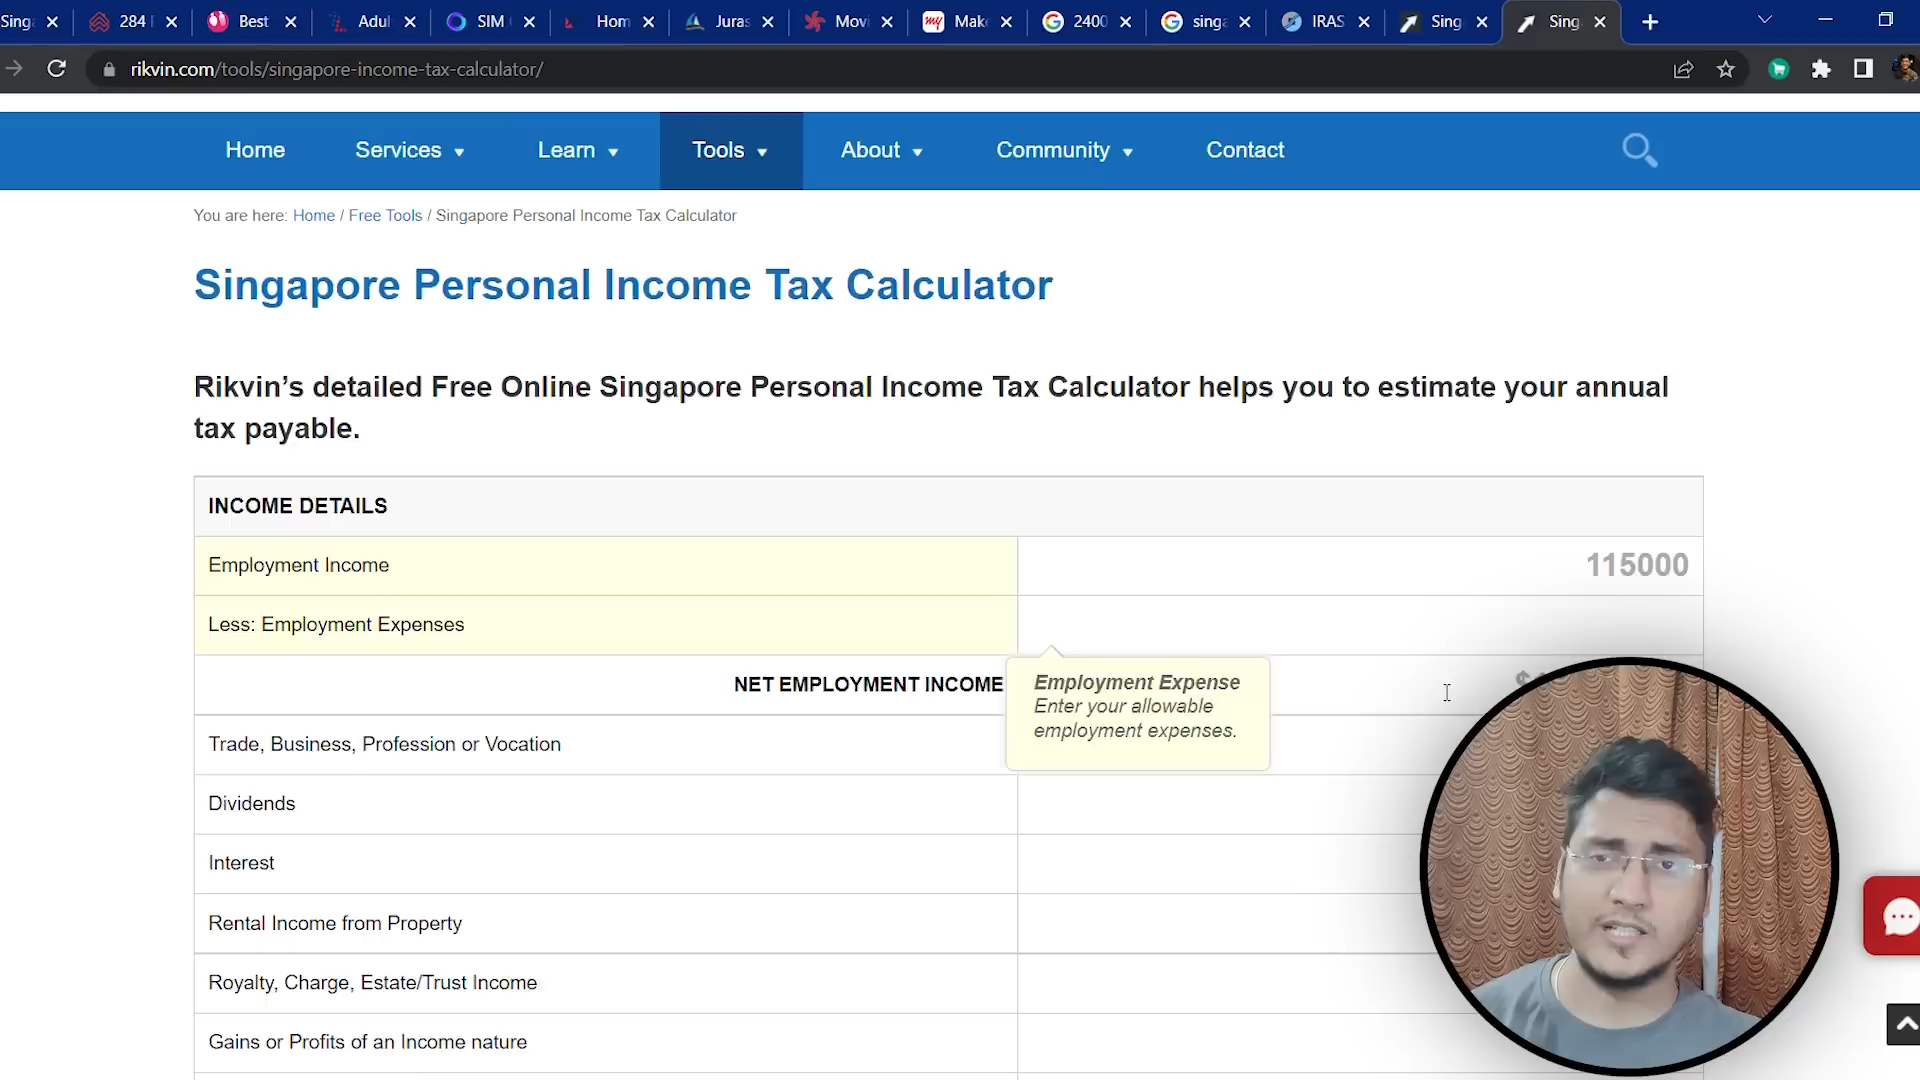 Sing
284
Best
Adul
SIM
Hom
Juras
Movi
my Mak
G 2400
G singa
IRAS
Sing
Sing
rikvin.com/tools/singapore-income-tax-calculator/
Home Services Learn Tools About Community Contact
You are here: Home / Free Tools / Singapore Personal Income Tax Calculator
Singapore Personal Income Tax Calculator
Rikvin’s detailed Free Online Singapore Personal Income Tax Calculator helps you to estimate your annual
tax payable.
INCOME DETAILS
Employment Income 115000
Less: Employment Expenses
NET EMPLOYMENT INCOME
Employment Expense
Enter your allowable
employment expenses.
Trade, Business, Profession or Vocation
Dividends
Interest
Rental Income from Property
Royalty, Charge, Estate/Trust Income
Gains or Profits of an Income nature